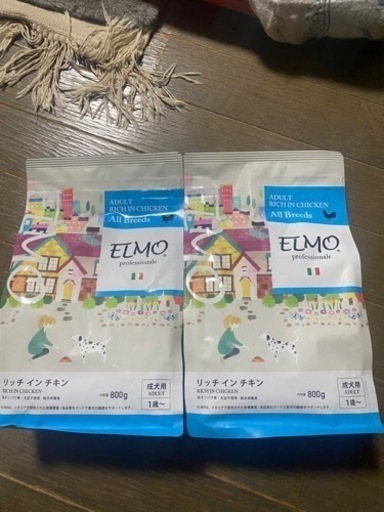 ADULT
RICH IN CHICKEN
All Breeds
ELMO
professionale
リッチ イン チキン
RICH IN CHICKEN
800g
成犬用
ADULT
1歳~
ADULT
RICH IN CHICKEN
All Breeds
ELMO
professionale
リッチ イン チキン
RICH IN CHICKEN
800g
成犬用
ADULT
1歳~